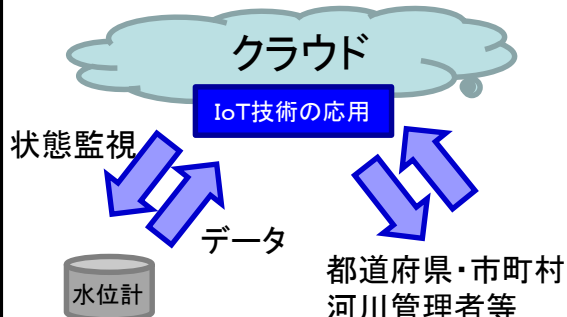 クラウド
IoT技術の応用
状態監視
データ
水位計
都道府県・市町村
河川管理者等